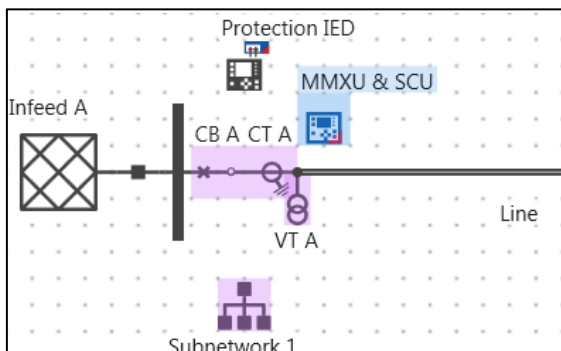 Protection IED
MMXU & SCU
Infeed A
CB A CT A
Line
VT A
Subnetwork 1